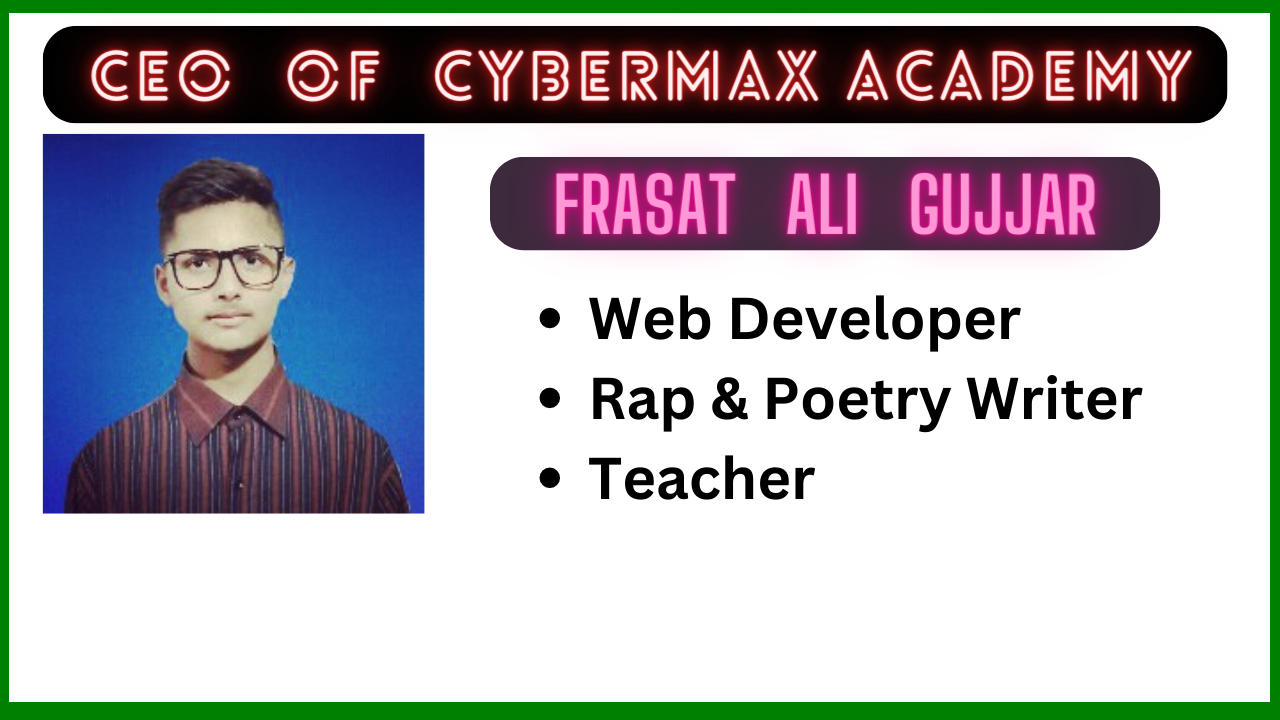 CEO OF CYBERMAX ACADEMY
FRASAT ALI GUJJAR
• Web Developer
• Rap & Poetry Writer
• Teacher